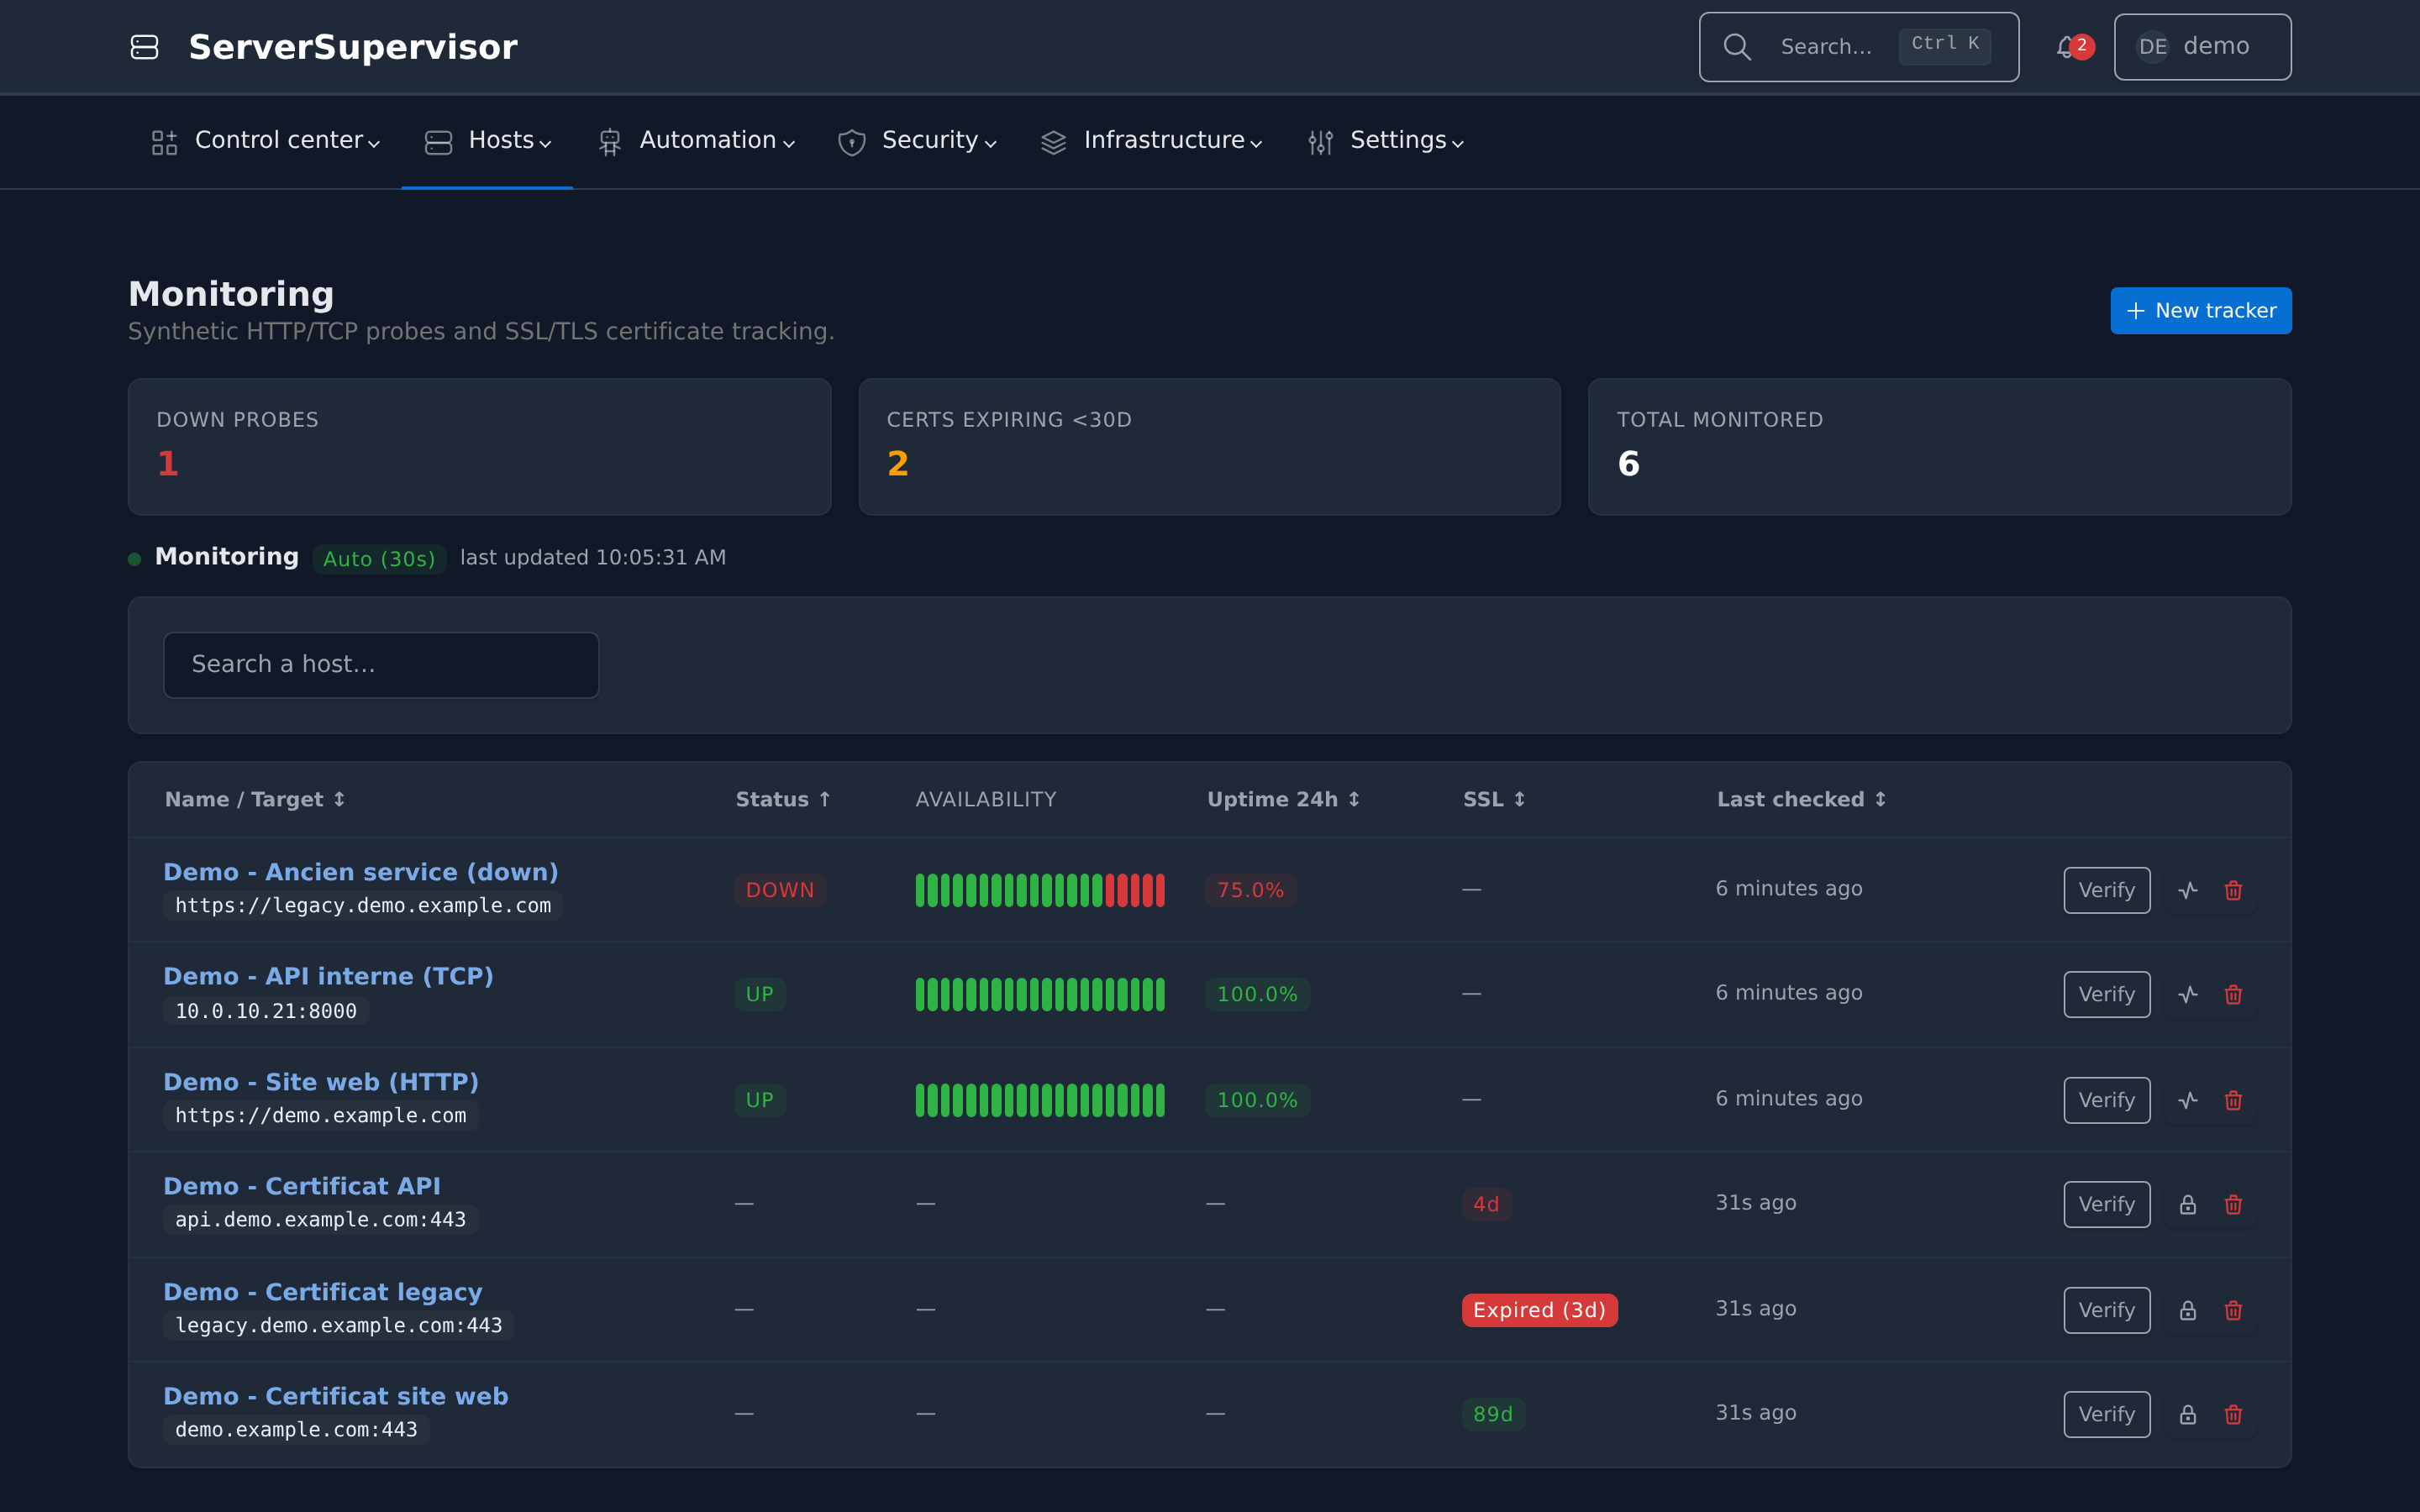 ServerSupervisor
Search...
Ctrl K
2
DE
demo
Control center
Hosts
Automation
Security
Infrastructure
Settings
Monitoring
Synthetic HTTP/TCP probes and SSL/TLS certificate tracking.
+ New tracker
DOWN PROBES
1
CERTS EXPIRING <30D
2
TOTAL MONITORED
6
Monitoring Auto (30s) last updated 10:05:31 AM
Search a host...
Name / Target ↕ Status ↑ AVAILABILITY Uptime 24h ↕ SSL ↕ Last checked ↕
Demo - Ancien service (down)
https://legacy.demo.example.com
DOWN 75.0% — 6 minutes ago Verify
Demo - API interne (TCP)
10.0.10.21:8000
UP 100.0% — 6 minutes ago Verify
Demo - Site web (HTTP)
https://demo.example.com
UP 100.0% — 6 minutes ago Verify
Demo - Certificat API
api.demo.example.com:443
— — — 4d 31s ago Verify
Demo - Certificat legacy
legacy.demo.example.com:443
— — — Expired (3d) 31s ago Verify
Demo - Certificat site web
demo.example.com:443
— — — 89d 31s ago Verify